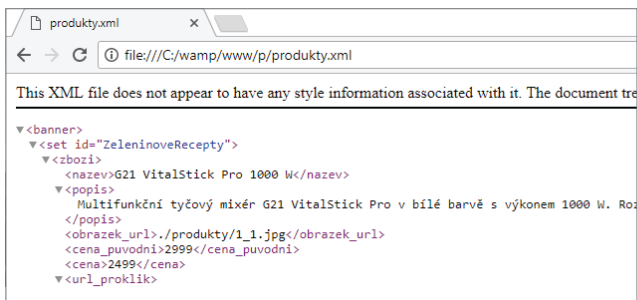 produkty.xml
file:///C:/wamp/www/p/produkty.xml
This XML file does not appear to have any style information associated with it. The document tre
▼<banner>
▼<set id="ZeleninoveRecepty">
▼<zbozi>
<nazev>G21 VitalStick Pro 1000 W</nazev>
▼<popis>
Multifunkční tyčový mixér G21 VitalStick Pro v bílé barvě s výkonem 1000 W. Roz
</popis>
<obrazek_url>./produkty/1_1.jpg</obrazek_url>
<cena_puvodni>2999</cena_puvodni>
<cena>2499</cena>
▼<url_proklik>